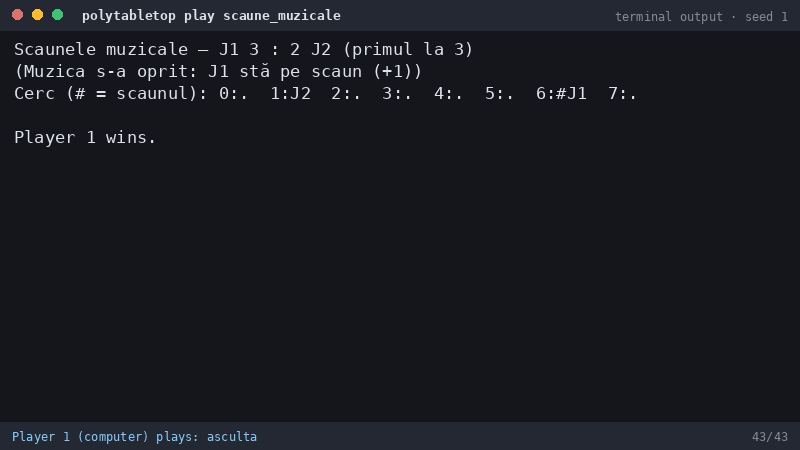 polytabletop play scaune_muzicale
terminal output · seed 1
Scaunele muzicale — J1 3 : 2 J2 (primul la 3)
(Muzica s-a oprit: J1 stă pe scaun (+1))
Cerc (# = scaunul): 0:.  1:J2  2:.  3:.  4:.  5:.  6:#J1  7:.
Player 1 wins.
Player 1 (computer) plays: asculta
43/43